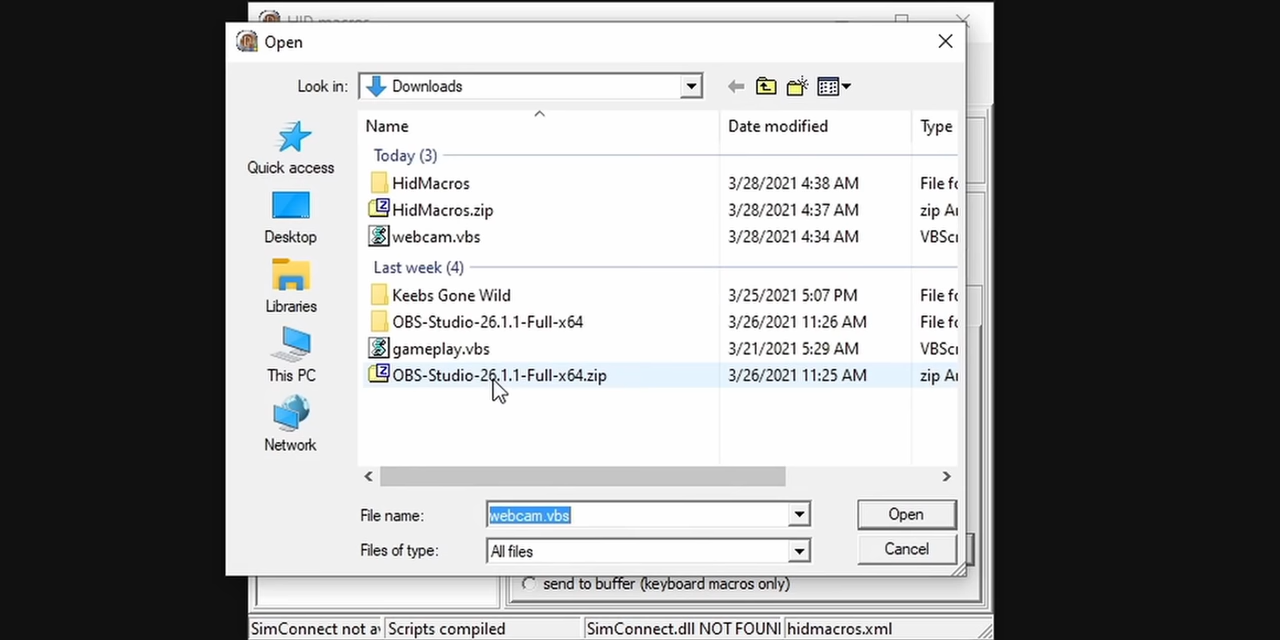 HID macros
Open
Look in: Downloads
Name Date modified Type
Today (3)
HidMacros 3/28/2021 4:38 AM File fo
HidMacros.zip 3/28/2021 4:37 AM zip Ar
webcam.vbs 3/28/2021 4:34 AM VBScr
Last week (4)
Keebs Gone Wild 3/25/2021 5:07 PM File fo
OBS-Studio-26.1.1-Full-x64 3/26/2021 11:26 AM File fo
gameplay.vbs 3/21/2021 5:29 AM VBScr
OBS-Studio-26.1.1-Full-x64.zip 3/26/2021 11:25 AM zip Ar
Quick access
Desktop
Libraries
This PC
Network
File name: webcam.vbs Open
Files of type: All files Cancel
send to buffer (keyboard macros only)
SimConnect not av Scripts compiled SimConnect.dll NOT FOUNI hidmacros.xml